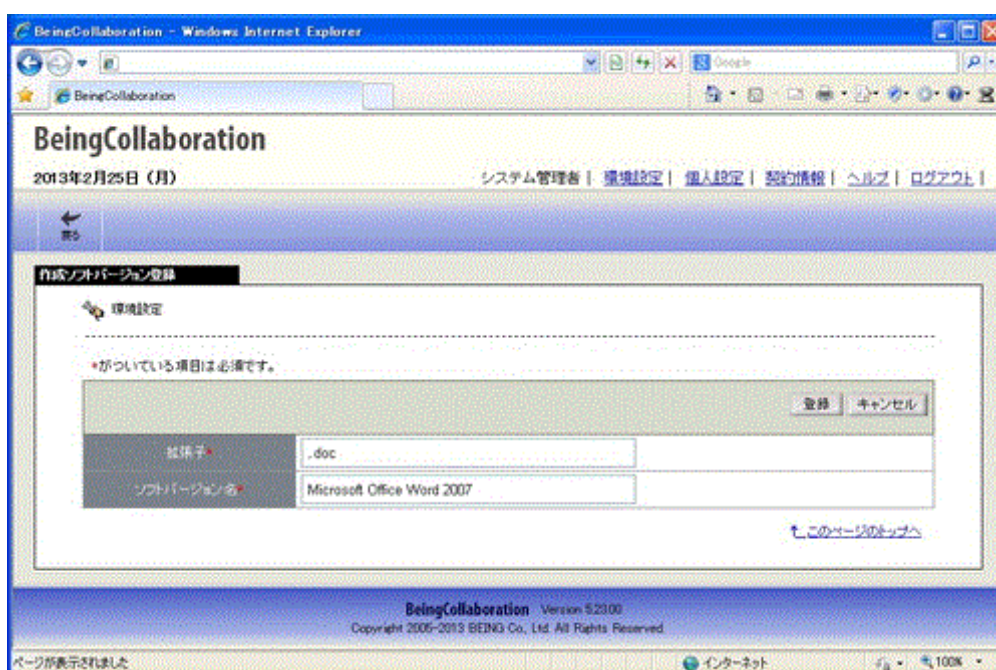 BeingCollaboration - Windows Internet Explorer
Google
BeingCollaboration
BeingCollaboration
2013年2月25日（月） システム管理者 | 環境設定 | 個人設定 | 契約情報 | ヘルプ | ログアウト |
戻る
作成ソフトバージョン登録
環境設定
*がついている項目は必須です。
登録 キャンセル
拡張子* .doc
ソフトバージョン名* Microsoft Office Word 2007
このページのトップへ
BeingCollaboration Version 5.23.00
Copyright 2005-2013 BEING Co., Ltd. All Rights Reserved.
ページが表示されました インターネット 100%